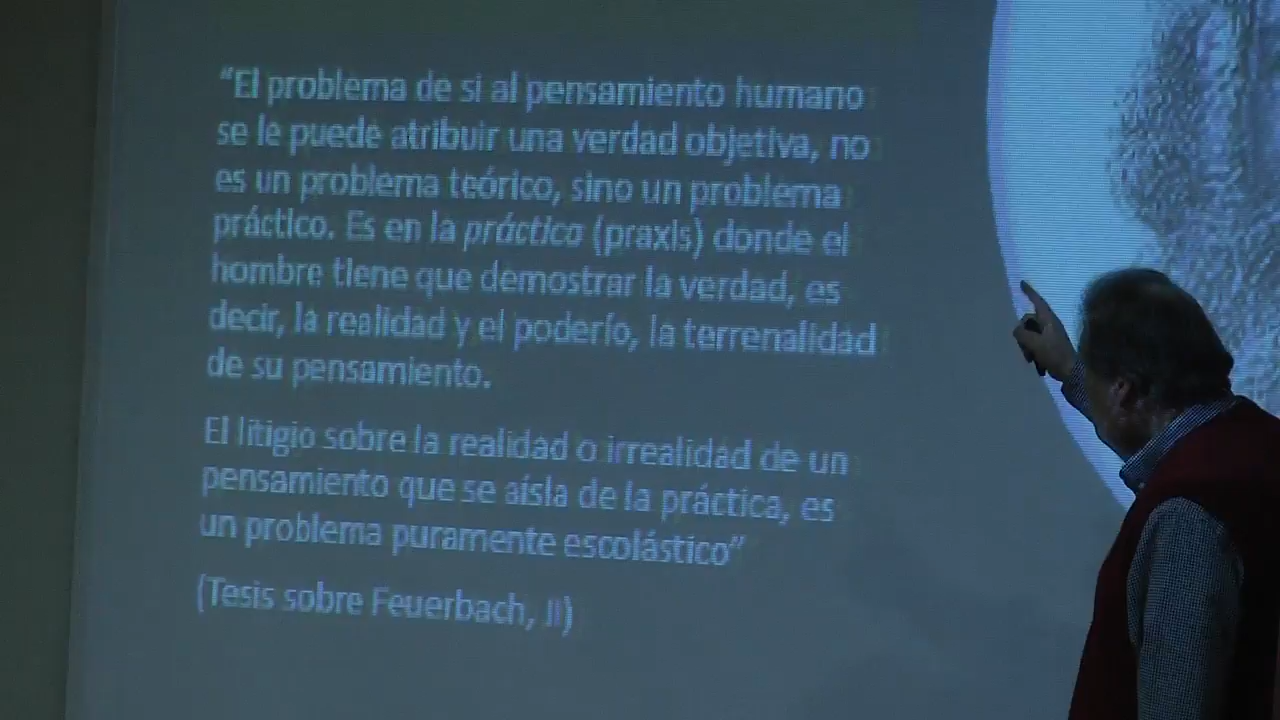 “El problema de si al pensamiento humano
se le puede atribuir una verdad objetiva, no
es un problema teórico, sino un problema
práctico. Es en la práctica (praxis) donde el
hombre tiene que demostrar la verdad, es
decir, la realidad y el poderío, la terrenalidad
de su pensamiento.
El litigio sobre la realidad o irrealidad de un
pensamiento que se aísla de la práctica, es
un problema puramente escolástico”
(Tesis sobre Feuerbach, II)